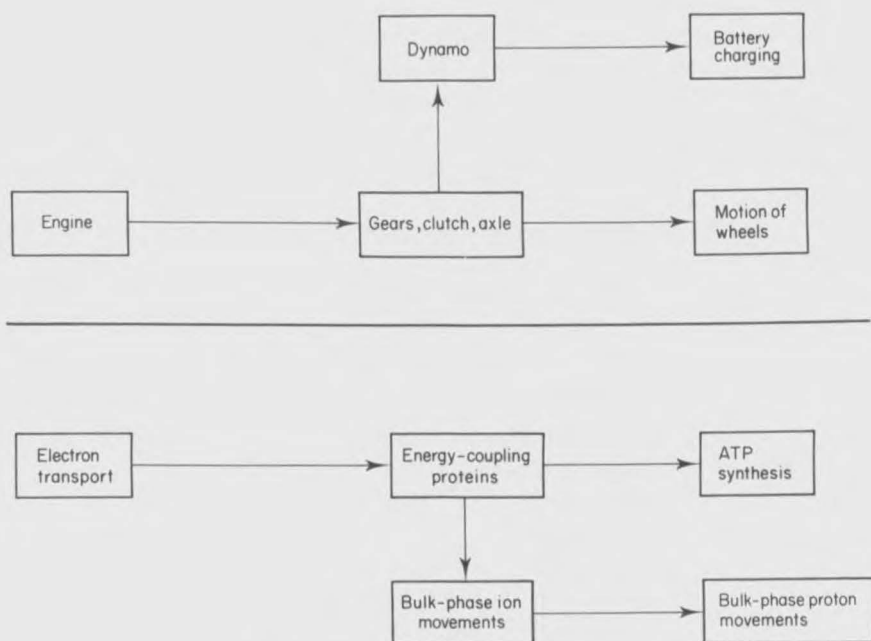 Dynamo
Battery
charging
Engine
Gears, clutch, axle
Motion of
wheels
Electron
transport
Energy-coupling
proteins
ATP
synthesis
Bulk-phase ion
movements
Bulk-phase proton
movements